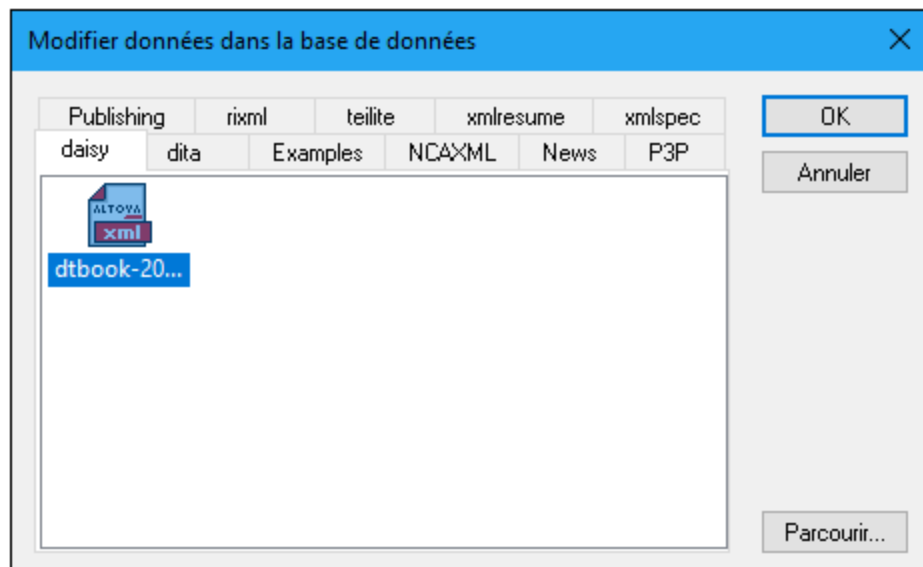 Modifier données dans la base de données
Publishing rixml teilite xmlresume xmlspec
daisy dita Examples NCAXML News P3P
OK
Annuler
ALTOVA
xml
dtbook-20...
Parcourir...